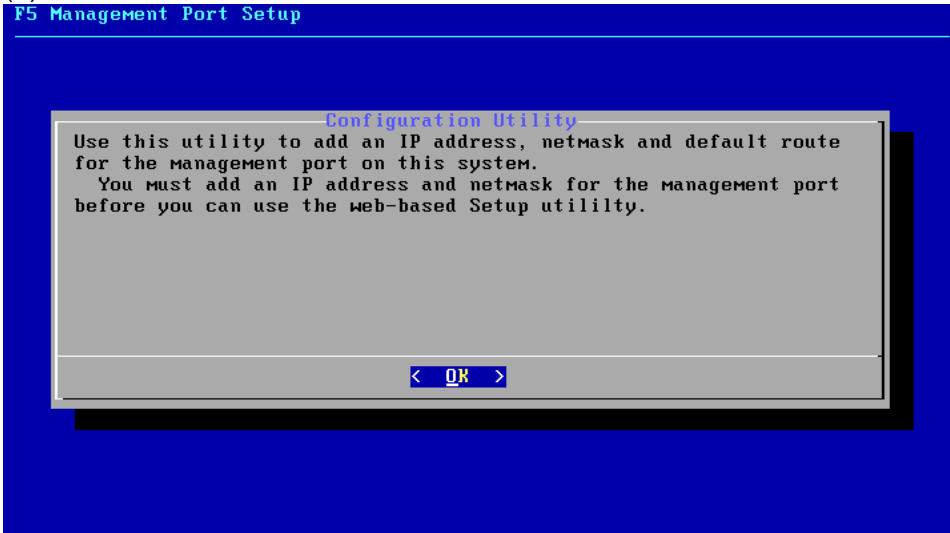 F5 Management Port Setup
Configuration Utility
Use this utility to add an IP address, netmask and default route
for the management port on this system.
You must add an IP address and netmask for the management port
before you can use the web-based Setup utililty.
< OK >